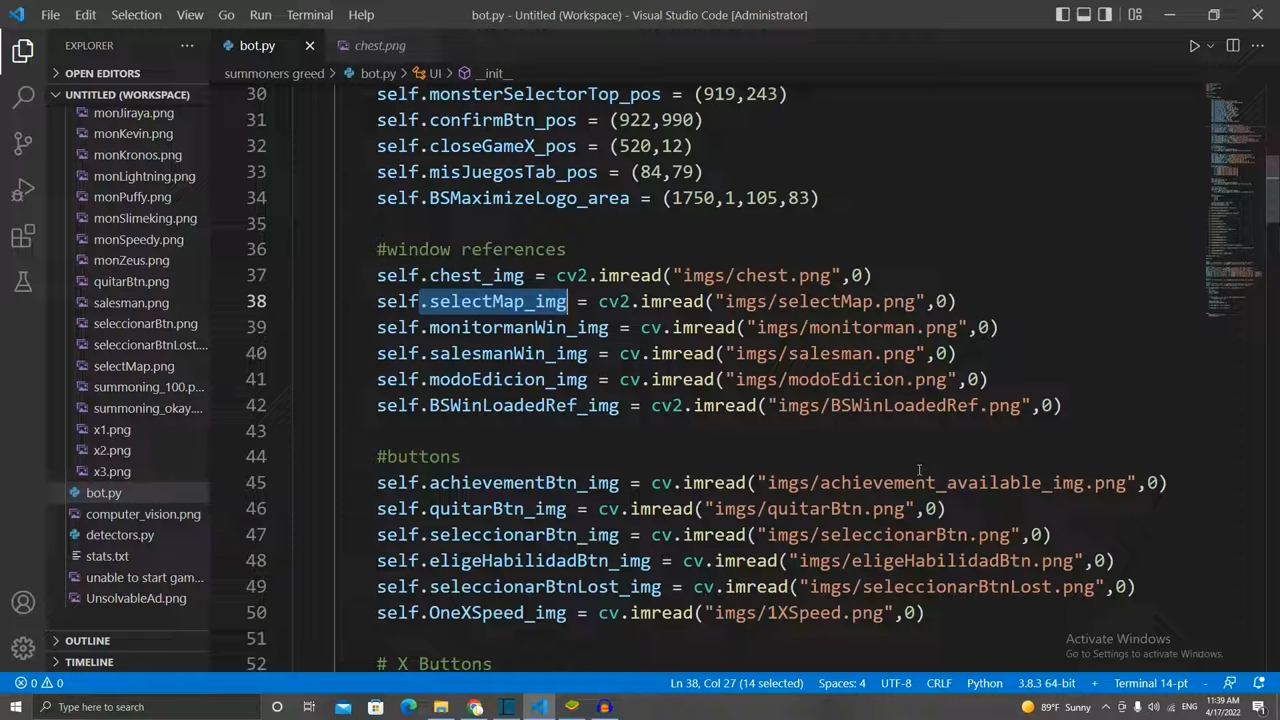 File Edit Selection View Go Run Terminal Help
bot.py - Untitled (Workspace) - Visual Studio Code [Administrator]
EXPLORER
bot.py
chest.png
OPEN EDITORS
UNTITLED (WORKSPACE)
summoners greed > bot.py > UI > __init__
monJiraya.png
monKevin.png
monKronos.png
monLightning.png
monPuffy.png
monSlimeking.png
monSpeedy.png
monZeus.png
quitarBtn.png
salesman.png
seleccionarBtn.png
seleccionarBtnLost....
selectMap.png
summoning_100.p...
summoning_okay....
x1.png
x2.png
x3.png
bot.py
computer_vision.png
detectors.py
stats.txt
unable to start gam...
UnsolvableAd.png
OUTLINE
TIMELINE
30 self.monsterSelectorTop_pos = (919,243)
31 self.confirmBtn_pos = (922,990)
32 self.closeGameX_pos = (520,12)
33 self.misJuegosTab_pos = (84,79)
34 self.BSMaximizeLogo_area = (1750,1,105,83)
35
36 #window references
37 self.chest_img = cv2.imread("imgs/chest.png",0)
38 self.selectMap_img = cv2.imread("imgs/selectMap.png",0)
39 self.monitormanWin_img = cv.imread("imgs/monitorman.png",0)
40 self.salesmanWin_img = cv.imread("imgs/salesman.png",0)
41 self.modoEdicion_img = cv.imread("imgs/modoEdicion.png",0)
42 self.BSWinLoadedRef_img = cv2.imread("imgs/BSWinLoadedRef.png",0)
43
44 #buttons
45 self.achievementBtn_img = cv.imread("imgs/achievement_available_img.png",0)
46 self.quitarBtn_img = cv.imread("imgs/quitarBtn.png",0)
47 self.seleccionarBtn_img = cv.imread("imgs/seleccionarBtn.png",0)
48 self.eligeHabilidadBtn_img = cv.imread("imgs/eligeHabilidadBtn.png",0)
49 self.seleccionarBtnLost_img = cv.imread("imgs/seleccionarBtnLost.png",0)
50 self.OneXSpeed_img = cv.imread("imgs/1XSpeed.png",0)
51
52 # X Buttons
Activate Windows
Go to Settings to activate Windows.
0 0 Ln 38, Col 27 (14 selected) Spaces: 4 UTF-8 CRLF Python 3.8.3 64-bit + Terminal 14-pt -
Type here to search
89°F Sunny
ENG
11:39 AM
4/17/2022